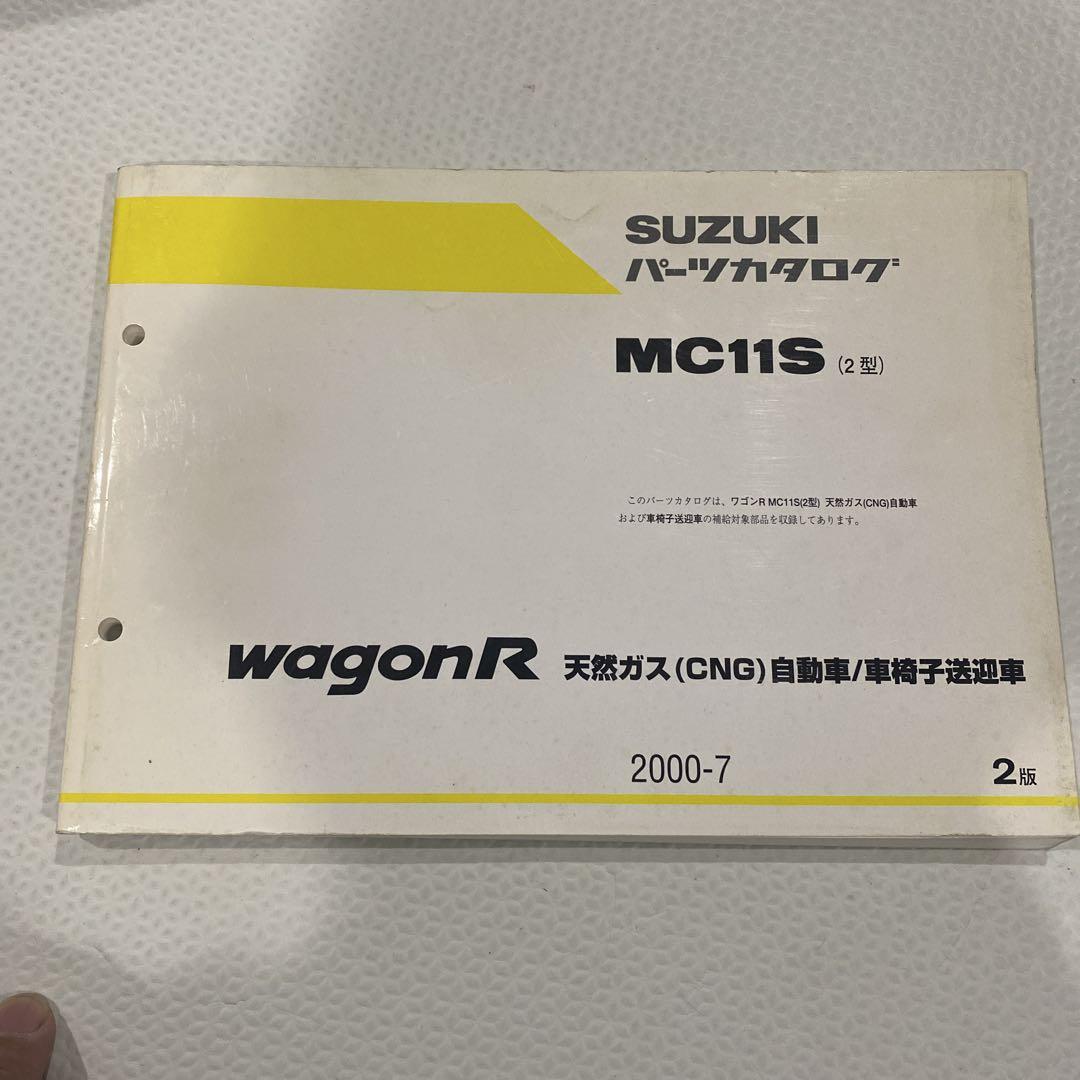 SUZUKI
パーツカタログ
MC11S (2型)
このパーツカタログは、ワゴンR MC11S(2型) 天然ガス(CNG)自動車
および車椅子送迎車の補給対象部品を収録してあります。
wagonR 天然ガス(CNG)自動車/車椅子送迎車
2000-7 2版